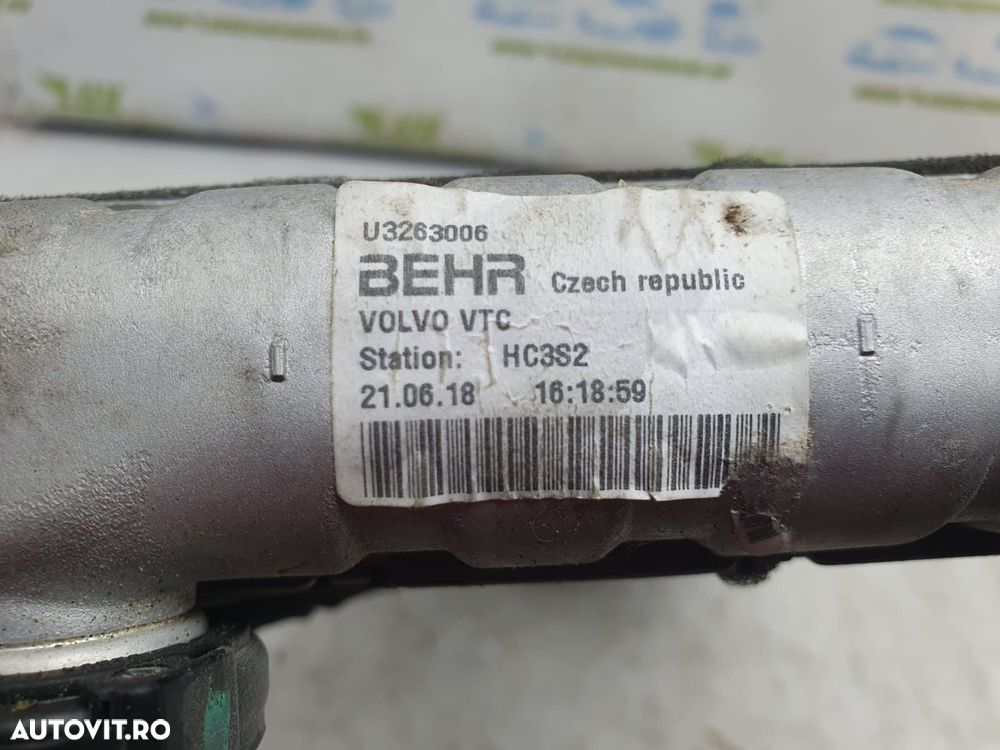 U3263006
BEHR Czech republic
VOLVO VTC
Station: HC3S2
21.06.18 16:18:59
AUTOVIT.RO